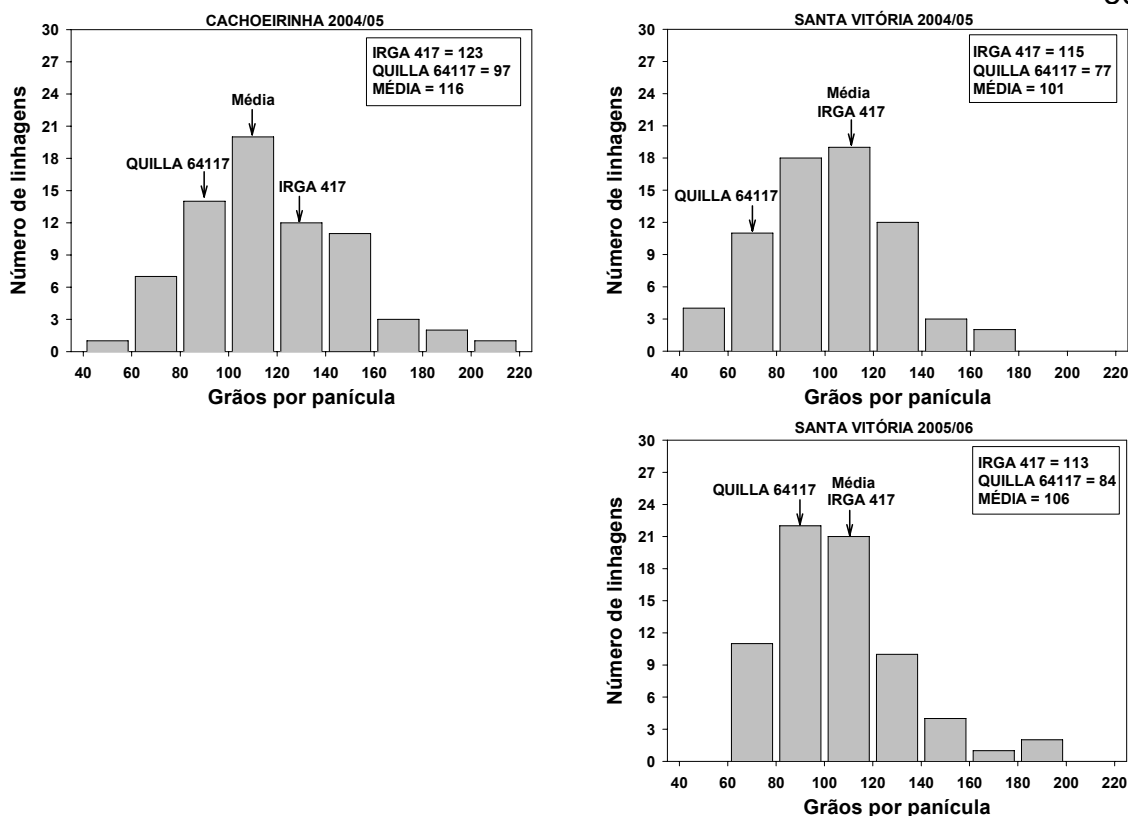 CACHOEIRINHA 2004/05
IRGA 417 = 123
QUILLA 64117 = 97
MÉDIA = 116
Média
QUILLA 64117
IRGA 417
Número de linhagens
30
27
24
21
18
15
12
9
6
3
0
40 60 80 100 120 140 160 180 200 220
Grãos por panícula
SANTA VITÓRIA 2004/05
IRGA 417 = 115
QUILLA 64117 = 77
MÉDIA = 101
Média
IRGA 417
QUILLA 64117
Número de linhagens
30
27
24
21
18
15
12
9
6
3
0
40 60 80 100 120 140 160 180 200 220
Grãos por panícula
SANTA VITÓRIA 2005/06
IRGA 417 = 113
QUILLA 64117 = 84
MÉDIA = 106
QUILLA 64117
Média
IRGA 417
Número de linhagens
30
27
24
21
18
15
12
9
6
3
0
40 60 80 100 120 140 160 180 200 220
Grãos por panícula